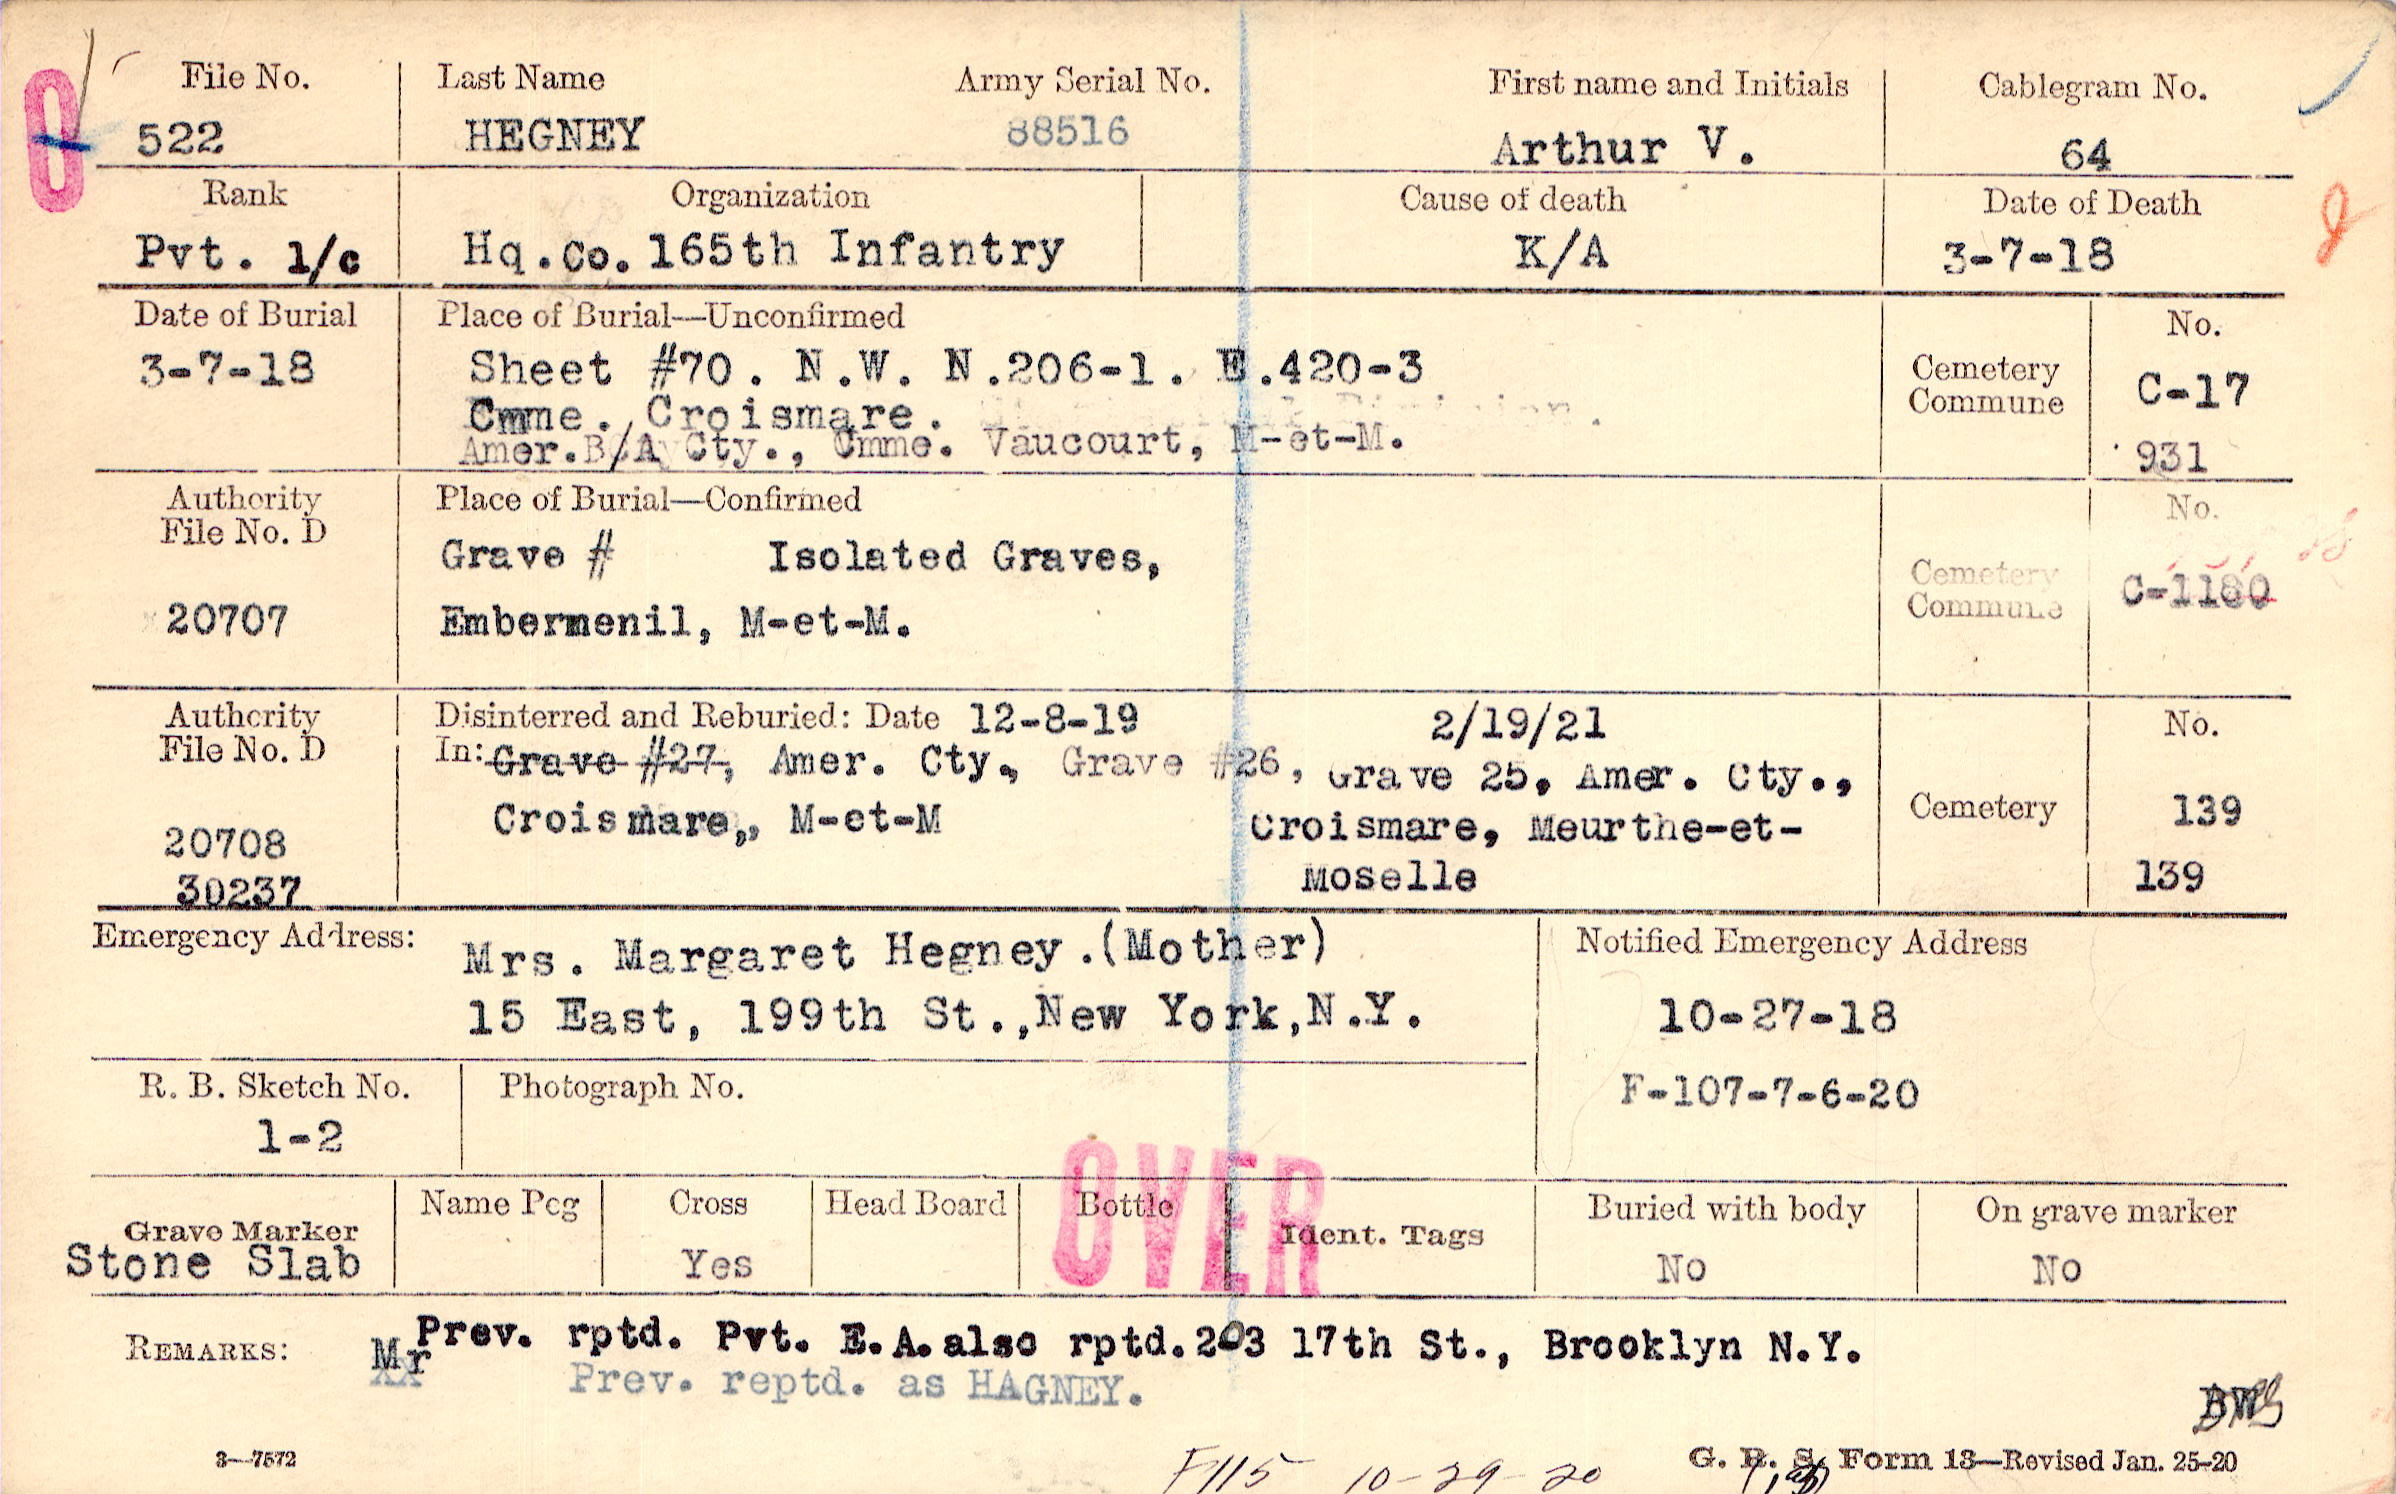 File No. Last Name Army Serial No. First name and Initials Cablegram No.
522 HEGNEY 88516 Arthur V. 64
Rank Organization Cause of death Date of Death
Pvt. 1/c Hq.Co. 165th Infantry K/A 3-7-18
Date of Burial Place of Burial—Unconfirmed No.
3-7-18 Sheet #70. N.W. N.206-1. E.420-3 Cemetery Commune C-17
Cmme. Croismare.
Amer.B/A Cty., Cmme. Vaucourt, M-et-M. 931
Authority File No. D Place of Burial—Confirmed No.
Grave # Isolated Graves, Cemetery Commune C-1180
20707 Embermenil, M-et-M.
Authority File No. D Disinterred and Reburied: Date 12-8-19 2/19/21 No.
In: Grave #27, Amer. Cty., Grave #26, Grave 25, Amer. Cty.,
Croismare,, M-et-M Croismare, Meurthe-et- Cemetery 139
20708 Moselle 139
30237
Emergency Address: Mrs. Margaret Hegney.(Mother) Notified Emergency Address
15 East, 199th St.,New York,N.Y. 10-27-18
F-107-7-6-20
R. B. Sketch No. Photograph No.
1-2
OVER
Grave Marker Name Peg Cross Head Board Bottle Ident. Tags Buried with body On grave marker
Stone Slab Yes No No
REMARKS: Mr Prev. rptd. Pvt. E.A. also rptd.203 17th St., Brooklyn N.Y.
Prev. reptd. as HAGNEY.
3—7572 F115 10-29-20 G. R. S. Form 13—Revised Jan. 25-20